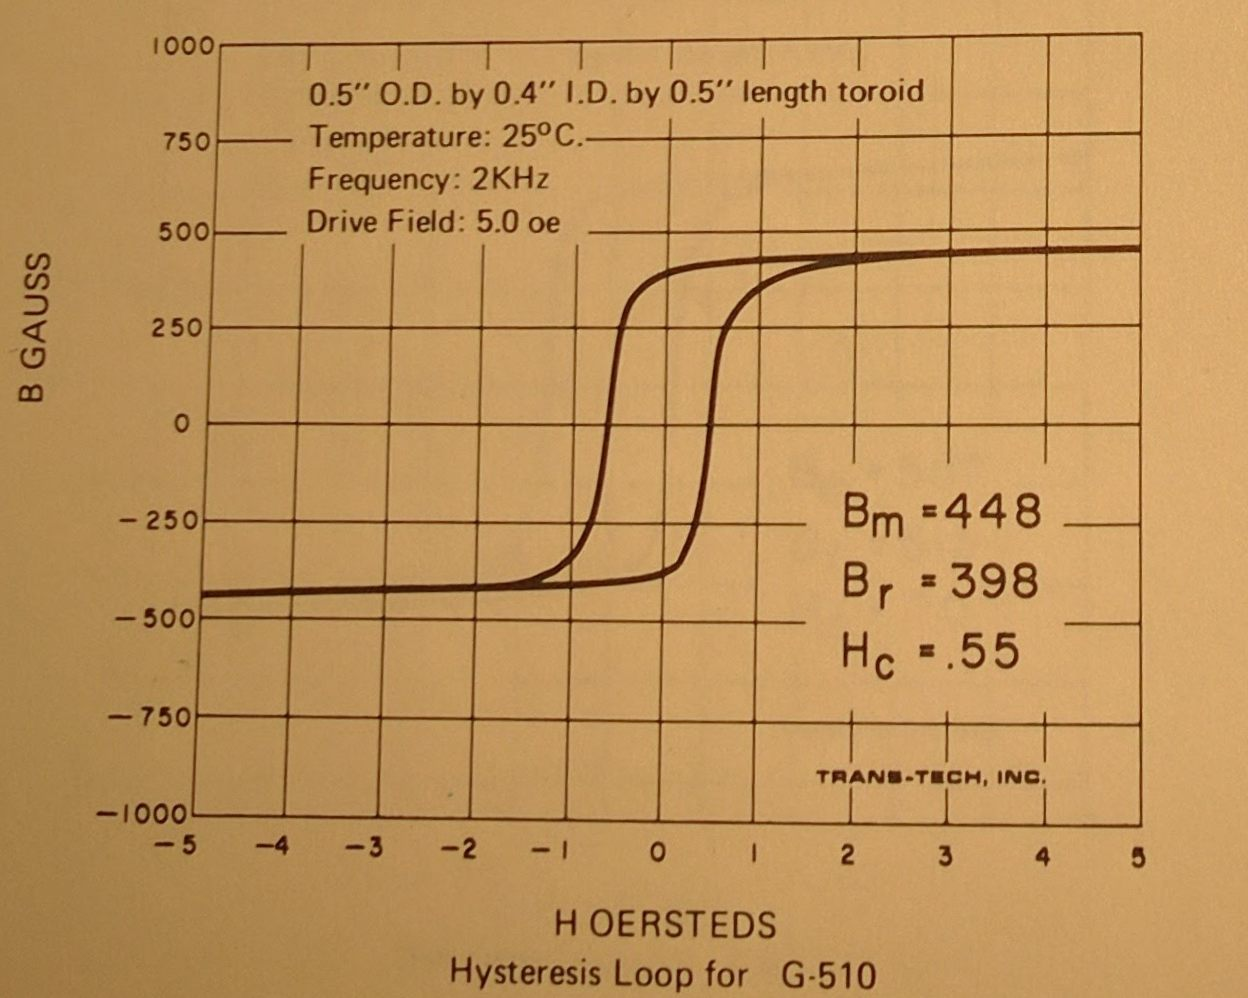 1000
0.5" O.D. by 0.4" I.D. by 0.5" length toroid
750
Temperature: 25°C.
Frequency: 2KHz
500
Drive Field: 5.0 oe
B GAUSS
250
0
-250
Bm = 448
Br = 398
-500
Hc = .55
-750
TRANS-TECH, INC.
-1000
-5 -4 -3 -2 -1 0 1 2 3 4 5
H OERSTEDS
Hysteresis Loop for G-510